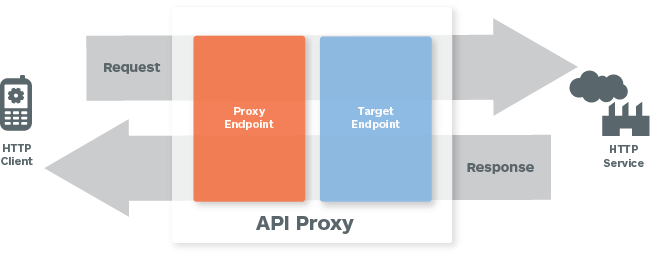 Request
Proxy
Endpoint
Target
Endpoint
HTTP
Client
HTTP
Service
Response
API Proxy